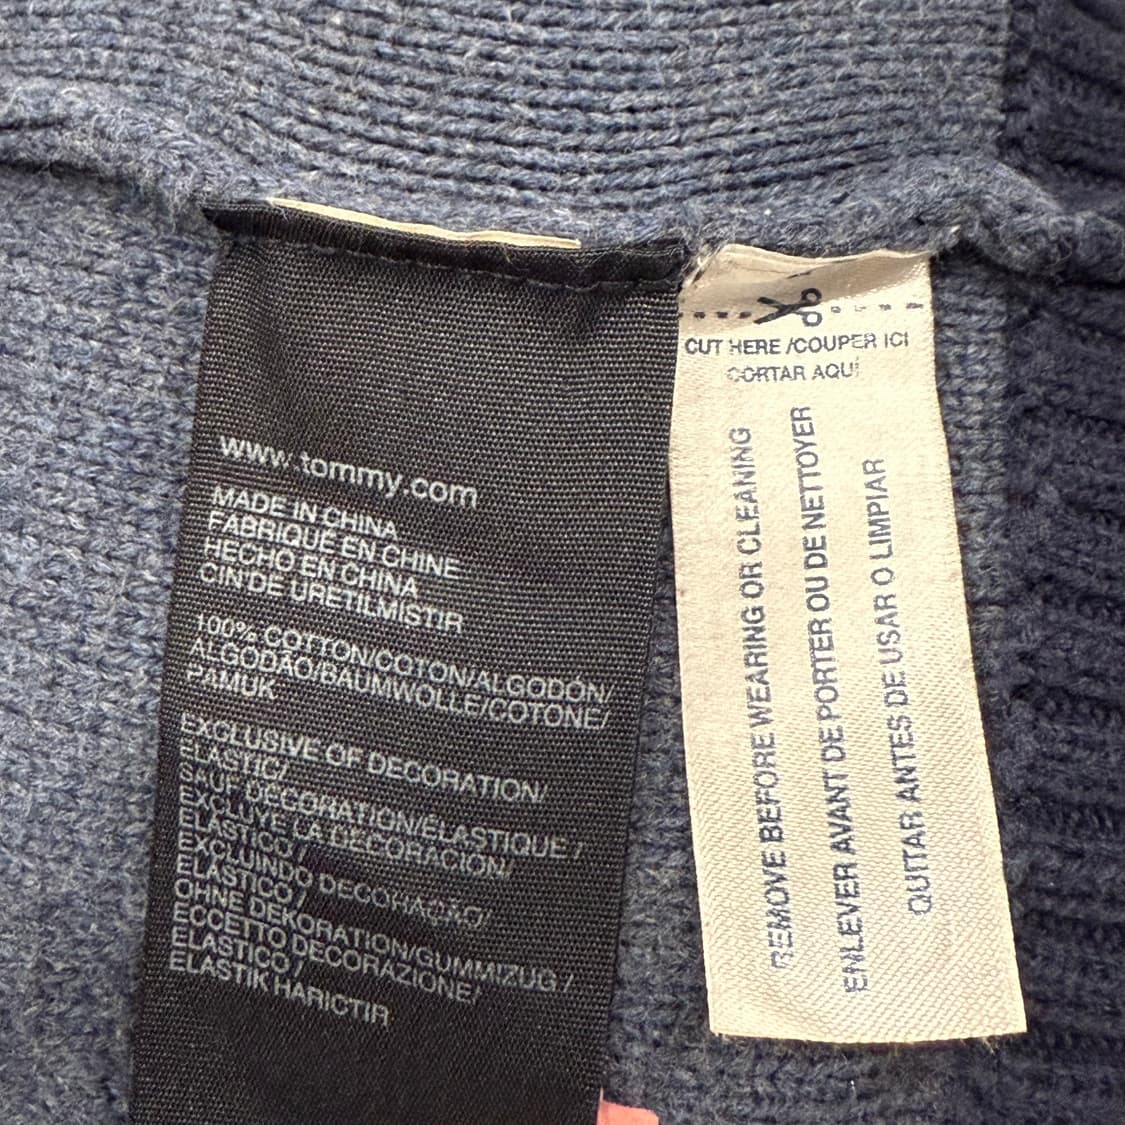 www.tommy.com
MADE IN CHINA
FABRIQUÉ EN CHINE
HECHO EN CHINA
CIN'DE URETILMISTIR
100% COTTON/COTON/ALGODÓN/
ALGODÃO/BAUMWOLLE/COTONE/
PAMUK
EXCLUSIVE OF DECORATION/
ELASTIC/
SAUF DÉCORATION/ÉLASTIQUE /
EXCLUYE LA DECORACIÓN/
ELÁSTICO /
EXCLUINDO DECORAÇÃO/
ELÁSTICO /
OHNE DEKORATION/GUMMIZUG /
ECCETTO DECORAZIONE/
ELASTICO /
ELASTIK HARICTIR
CUT HERE /COUPER ICI
CORTAR AQUÍ
REMOVE BEFORE WEARING OR CLEANING
ENLEVER AVANT DE PORTER OU DE NETTOYER
QUITAR ANTES DE USAR O LIMPIAR